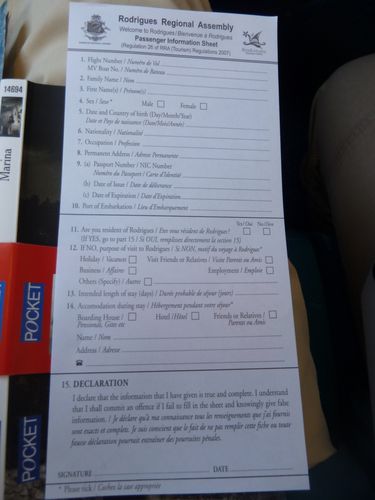 Rodrigues Regional Assembly
Welcome to Rodrigues/Bienvenue a Rodrigues
Passenger Information Sheet
(Regulation 26 of RRA (Tourism) Regulations 2007)
1. Flight Number / Numéro de Vol
MV Boat No. / Numéro de Bateau
2. Family Name / Nom
3. First Name(s) / Prénom(s)
4. Sex / Sexe * Male Female
5. Date and Country of birth (Day/Month/Year)
Date et Pays de naissance (Date/Mois/Année)
6. Nationality / Nationalité
7. Occupation / Profession
8. Permanent Address / Adresse Permanente
9. (a) Passport Number / NIC Number
Numéro du Passport / Carte d'Identité
(b) Date of Issue / Date de délivrance
(c) Date of Expiration / Date d'expiration
10. Port of Embarkation / Lieu d'Embarquement
Yes / Oui No / Non
11. Are you resident of Rodrigues / Etes vous résident de Rodrigues?
(If YES, go to part 15 / Si OUI, remplissez directement la section 15)
12. If NO, purpose of visit to Rodrigues / Si NON, motif du voyage à Rodrigues*
Holiday / Vacances Visit Friends or Relatives / Visite Parents ou Amis
Business / Affaires Employment / Emploie
Others (Specify) / Autre
13. Intended length of stay (days) / Durée probable de séjour (jours)
14. Accomodation during stay / Hébergement pendant votre séjour*
Boarding House / Hotel / Hôtel Friends or Relatives /
Pensionalt, Gites etc Parents ou Amis
Name / Nom
Address / Adresse
15. DECLARATION
I declare that the information that I have given is true and complete. I understand
that I shall commit an offence if I fail to fill in the sheet and knowingly give false
information. / Je déclare qu'à ma connaissance tous les renseignements que j'ai fournis
sont exacts et complets. Je suis conscient que le fait de ne pas remplir cette fiche ou toute
fausse déclaration pourrait entraîner des poursuites pénales.
SIGNATURE DATE
* Please tick / Cochez la case appropriée
14694
Marina
POCKET
POCKET
POCKET